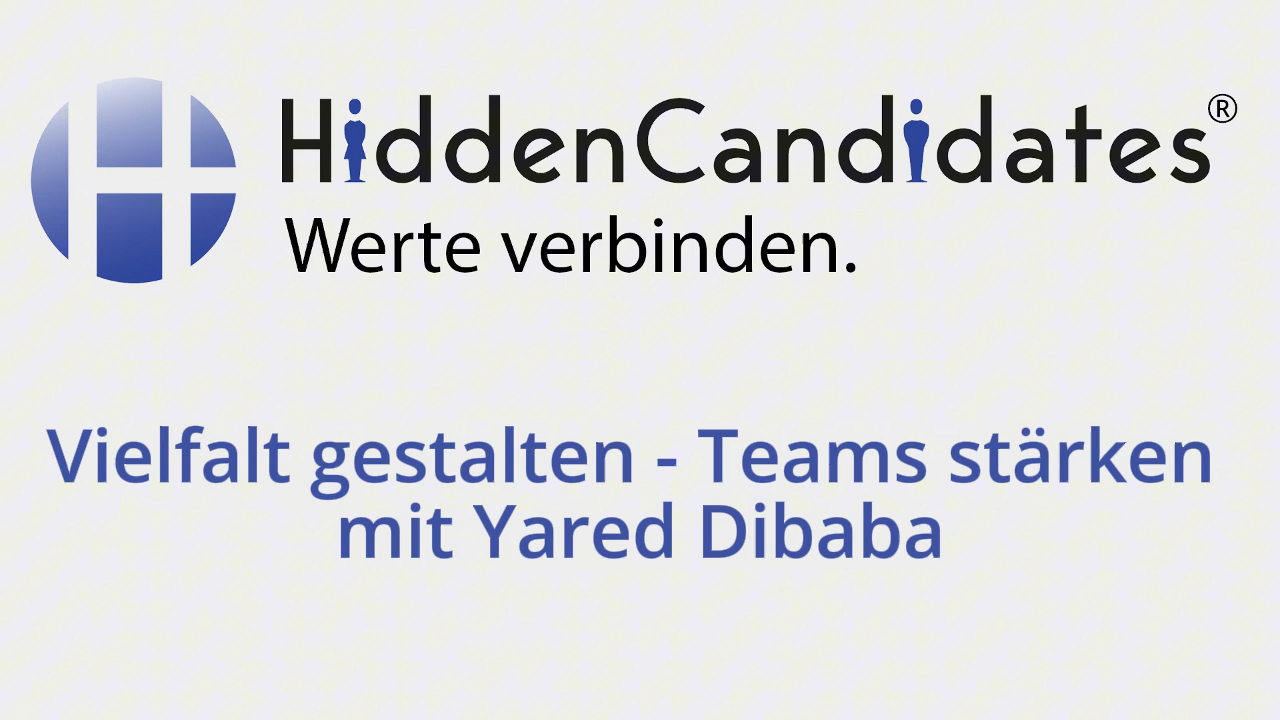 HiddenCandidates®
Werte verbinden.
Vielfalt gestalten - Teams stärken
mit Yared Dibaba